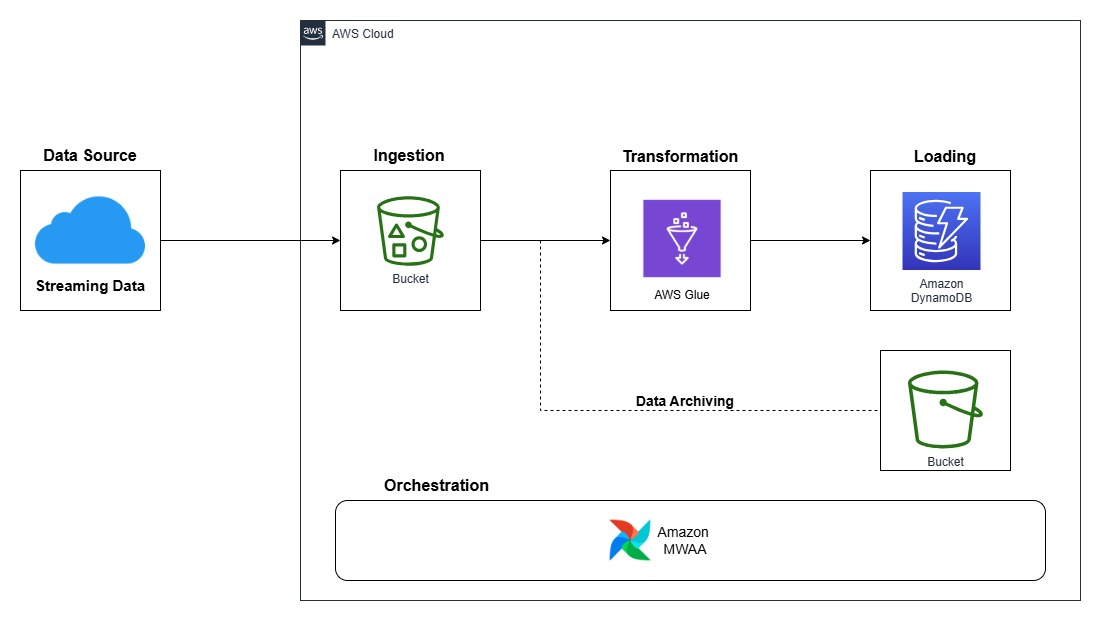 aws
AWS Cloud
Data Source
Ingestion
Transformation
Loading
Streaming Data
Bucket
AWS Glue
Amazon
DynamoDB
Data Archiving
Bucket
Orchestration
Amazon
MWAA